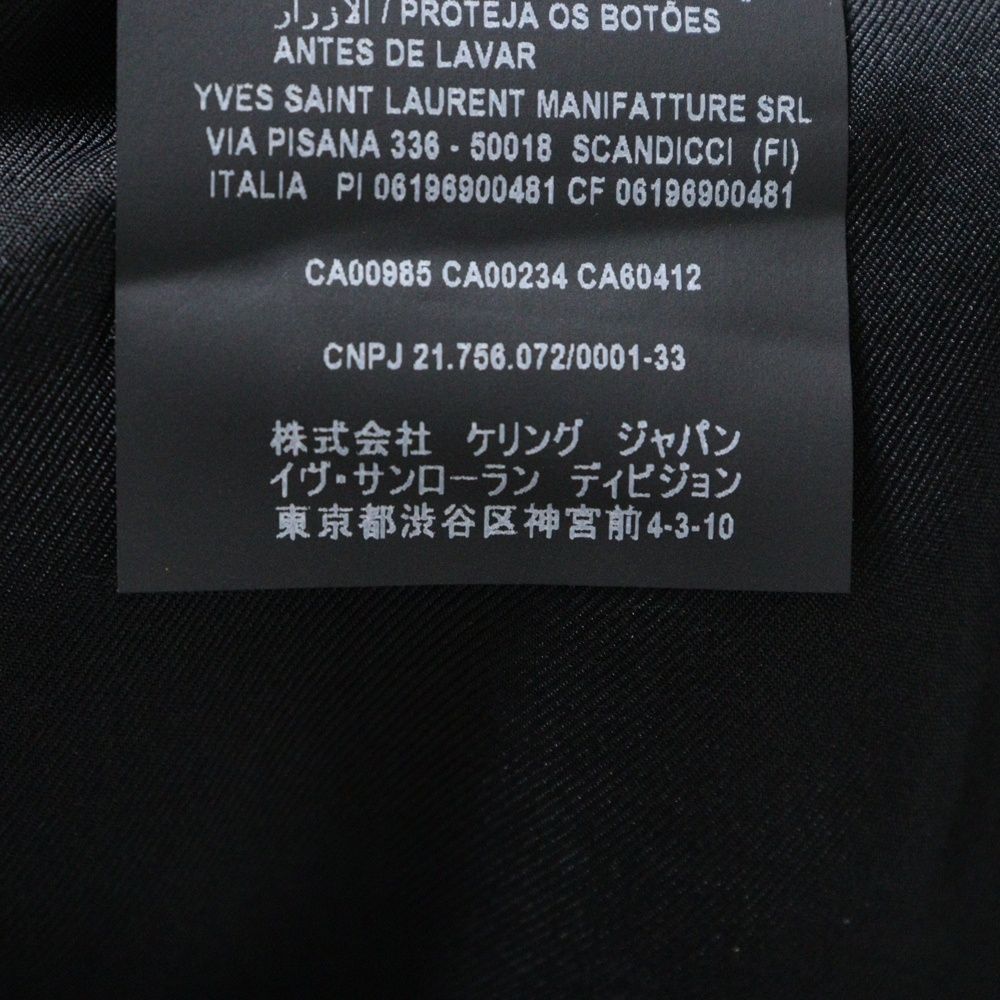 الازرار / PROTEJA OS BOTÕES
ANTES DE LAVAR
YVES SAINT LAURENT MANIFATTURE SRL
VIA PISANA 336 - 50018 SCANDICCI (FI)
ITALIA PI 06196900481 CF 06196900481
CA00985 CA00234 CA60412
CNPJ 21.756.072/0001-33
株式会社 ケリング ジャパン
イヴ・サンローラン ディビジョン
東京都渋谷区神宮前4-3-10